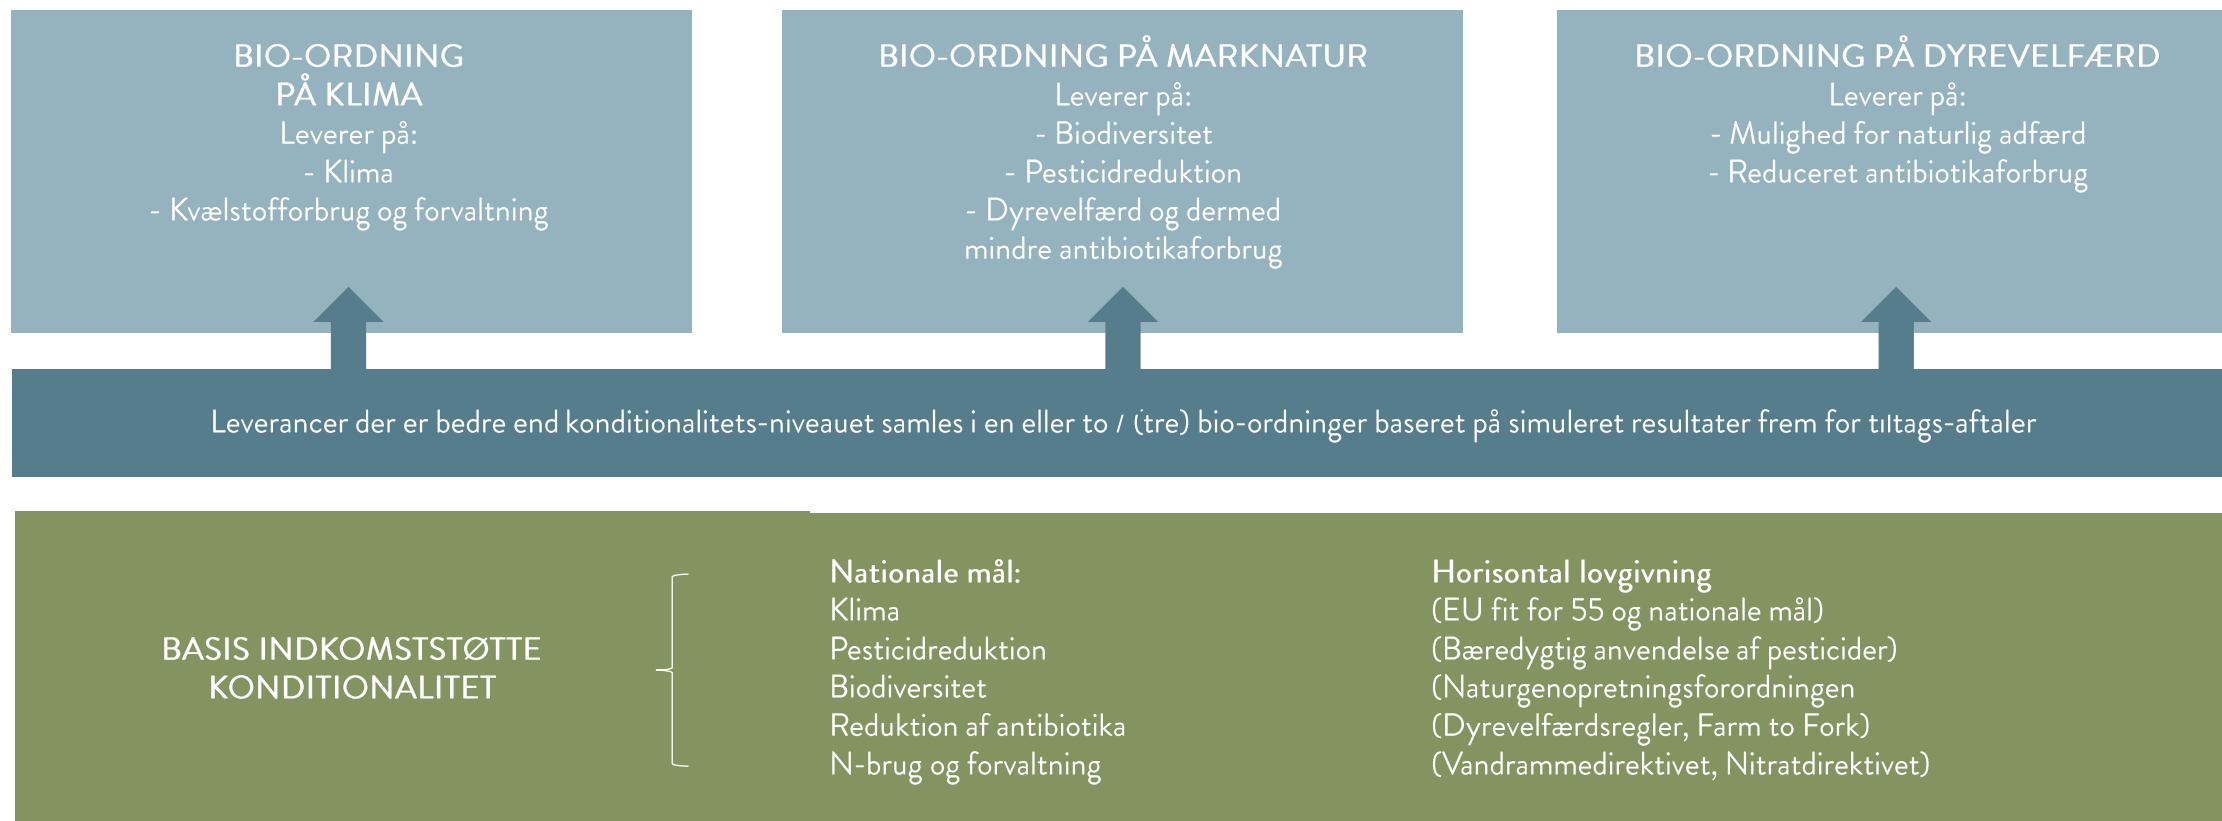 BIO-ORDNING
PÅ KLIMA
Leverer på:
- Klima
- Kvælstofforbrug og forvaltning
BIO-ORDNING PÅ MARKNATUR
Leverer på:
- Biodiversitet
- Pesticidreduktion
- Dyrevelfærd og dermed
mindre antibiotikaforbrug
BIO-ORDNING PÅ DYREVELFÆRD
Leverer på:
- Mulighed for naturlig adfærd
- Reduceret antibiotikaforbrug
Leverancer der er bedre end konditionalitets-niveauet samles i en eller to / (tre) bio-ordninger baseret på simuleret resultater frem for tiltags-aftaler
BASIS INDKOMSTSTØTTE
KONDITIONALITET
Nationale mål:
Klima
Pesticidreduktion
Biodiversitet
Reduktion af antibiotika
N-brug og forvaltning
Horisontal lovgivning
(EU fit for 55 og nationale mål)
(Bæredygtig anvendelse af pesticider)
(Naturgenopretningsforordningen
(Dyrevelfærdsregler, Farm to Fork)
(Vandrammedirektivet, Nitratdirektivet)